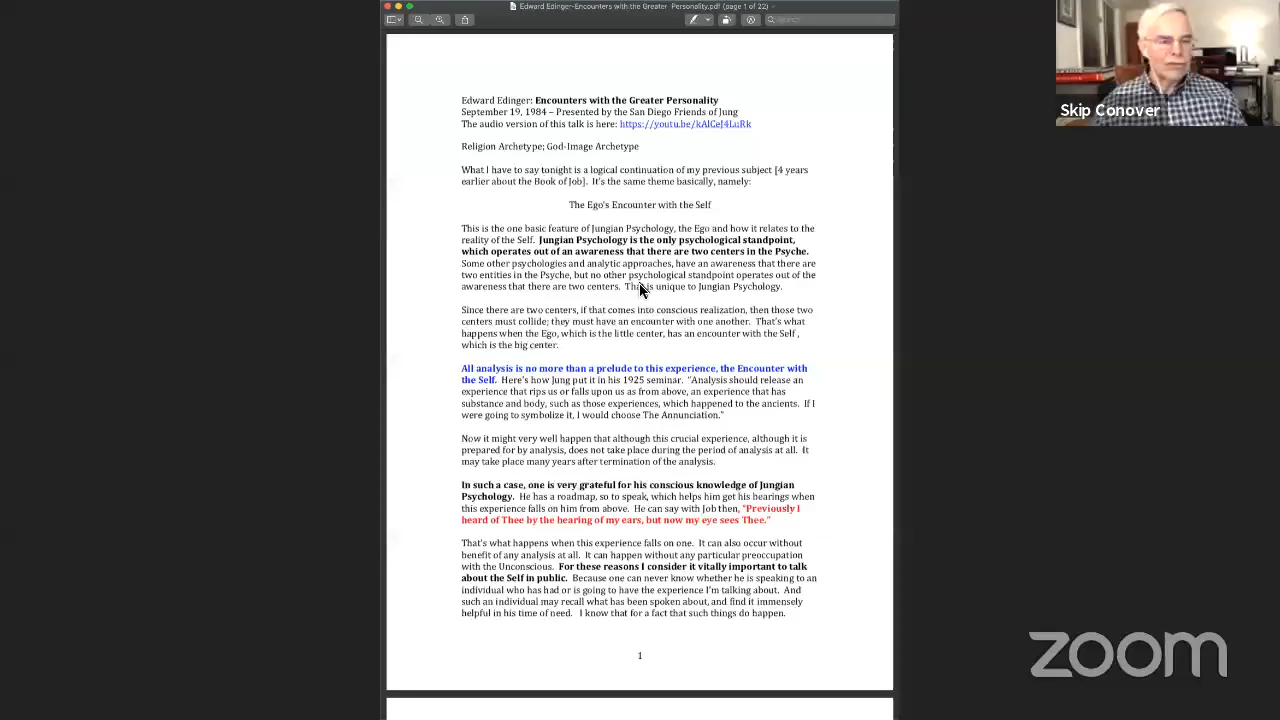 Edward Edinger-Encounters with the Greater Personality.pdf (page 1 of 22)
Search
Skip Conover
Edward Edinger: Encounters with the Greater Personality
September 19, 1984 – Presented by the San Diego Friends of Jung
The audio version of this talk is here: https://youtu.be/kAlCeJ4LuRk
Religion Archetype; God-Image Archetype
What I have to say tonight is a logical continuation of my previous subject [4 years
earlier about the Book of Job]. It's the same theme basically, namely:
The Ego's Encounter with the Self
This is the one basic feature of Jungian Psychology, the Ego and how it relates to the
reality of the Self. Jungian Psychology is the only psychological standpoint,
which operates out of an awareness that there are two centers in the Psyche.
Some other psychologies and analytic approaches, have an awareness that there are
two entities in the Psyche, but no other psychological standpoint operates out of the
awareness that there are two centers. That is unique to Jungian Psychology.
Since there are two centers, if that comes into conscious realization, then those two
centers must collide; they must have an encounter with one another. That's what
happens when the Ego, which is the little center, has an encounter with the Self ,
which is the big center.
All analysis is no more than a prelude to this experience, the Encounter with
the Self. Here's how Jung put it in his 1925 seminar. "Analysis should release an
experience that rips us or falls upon us as from above, an experience that has
substance and body, such as those experiences, which happened to the ancients. If I
were going to symbolize it, I would choose The Annunciation."
Now it might very well happen that although this crucial experience, although it is
prepared for by analysis, does not take place during the period of analysis at all. It
may take place many years after termination of the analysis.
In such a case, one is very grateful for his conscious knowledge of Jungian
Psychology. He has a roadmap, so to speak, which helps him get his bearings when
this experience falls on him from above. He can say with Job then, "Previously I
heard of Thee by the hearing of my ears, but now my eye sees Thee."
That's what happens when this experience falls on one. It can also occur without
benefit of any analysis at all. It can happen without any particular preoccupation
with the Unconscious. For these reasons I consider it vitally important to talk
about the Self in public. Because one can never know whether he is speaking to an
individual who has had or is going to have the experience I'm talking about. And
such an individual may recall what has been spoken about, and find it immensely
helpful in his time of need. I know that for a fact that such things do happen.
1
zoom